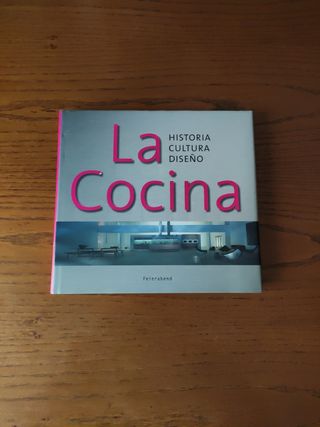 La
HISTORIA
CULTURA
DISEÑO
Cocina
Feierabend